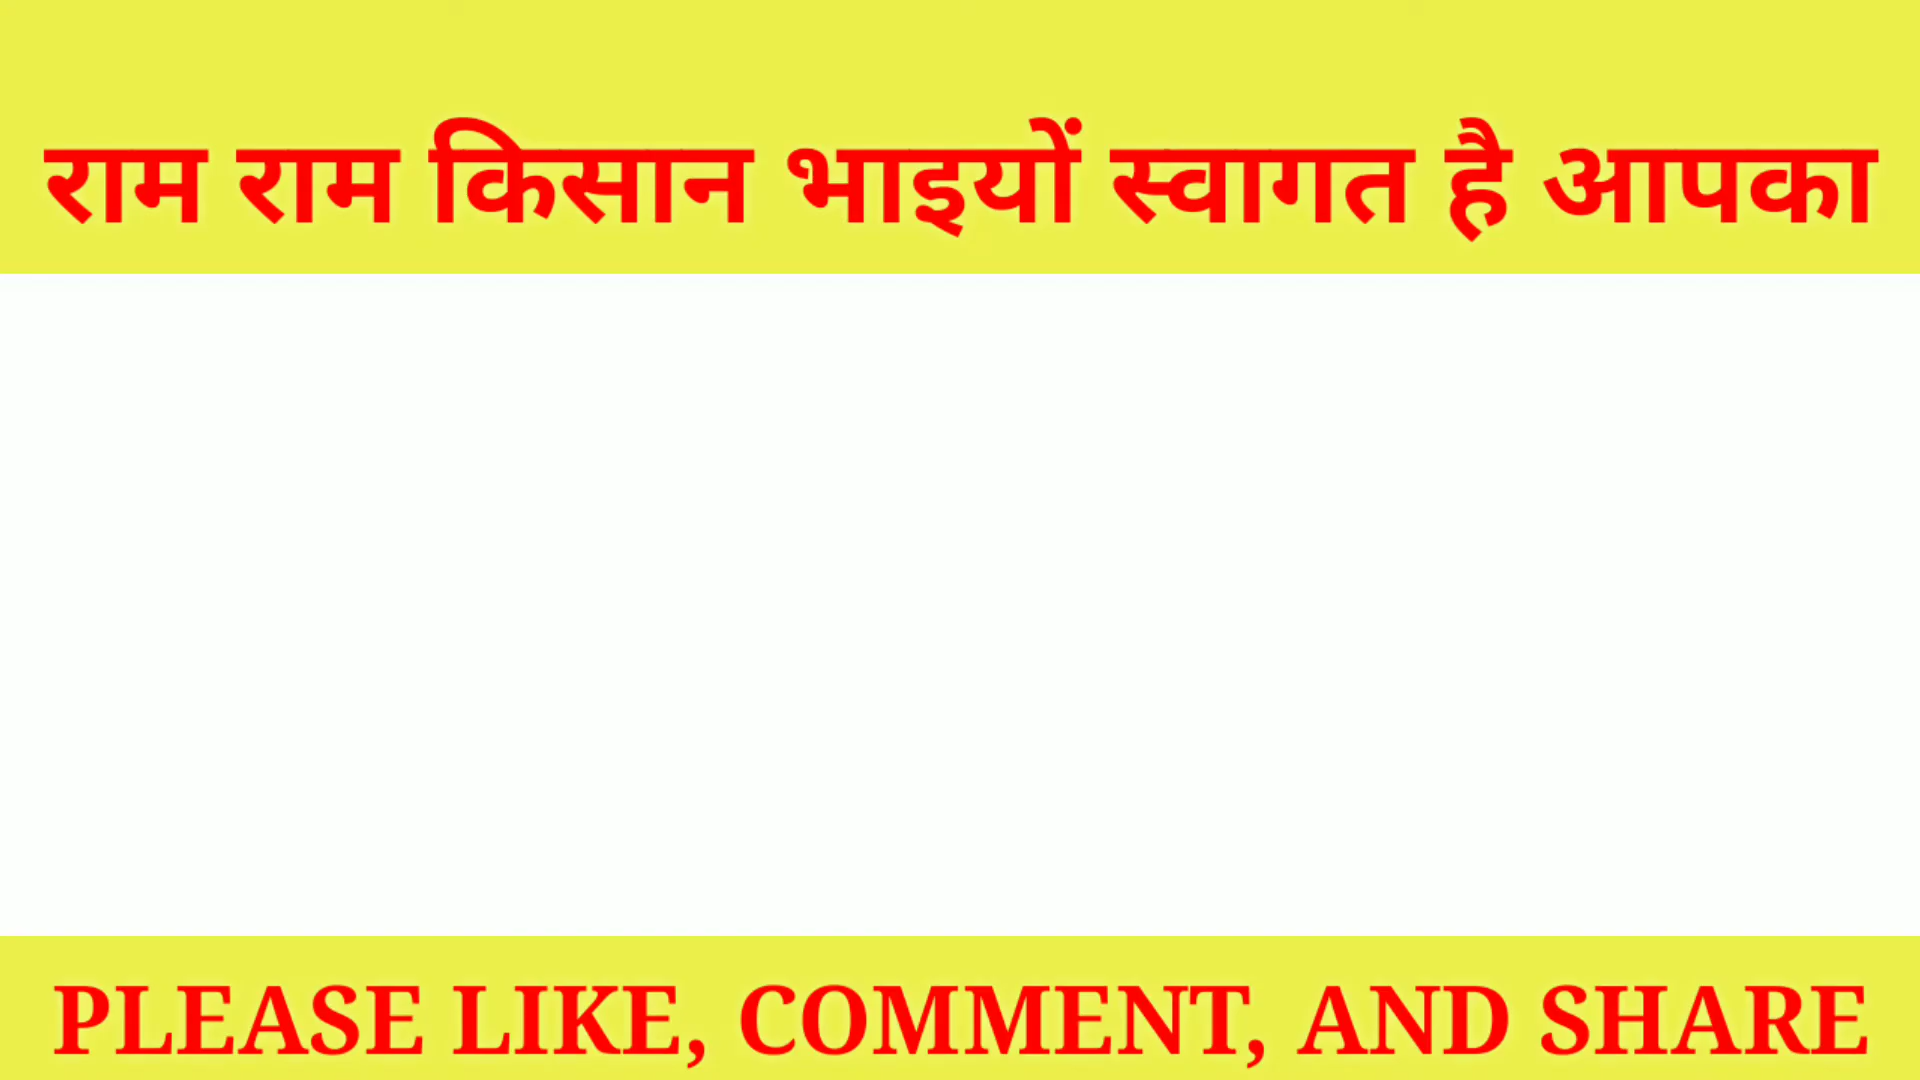 राम राम किसान भाइयों स्वागत है आपका
PLEASE LIKE, COMMENT, AND SHARE